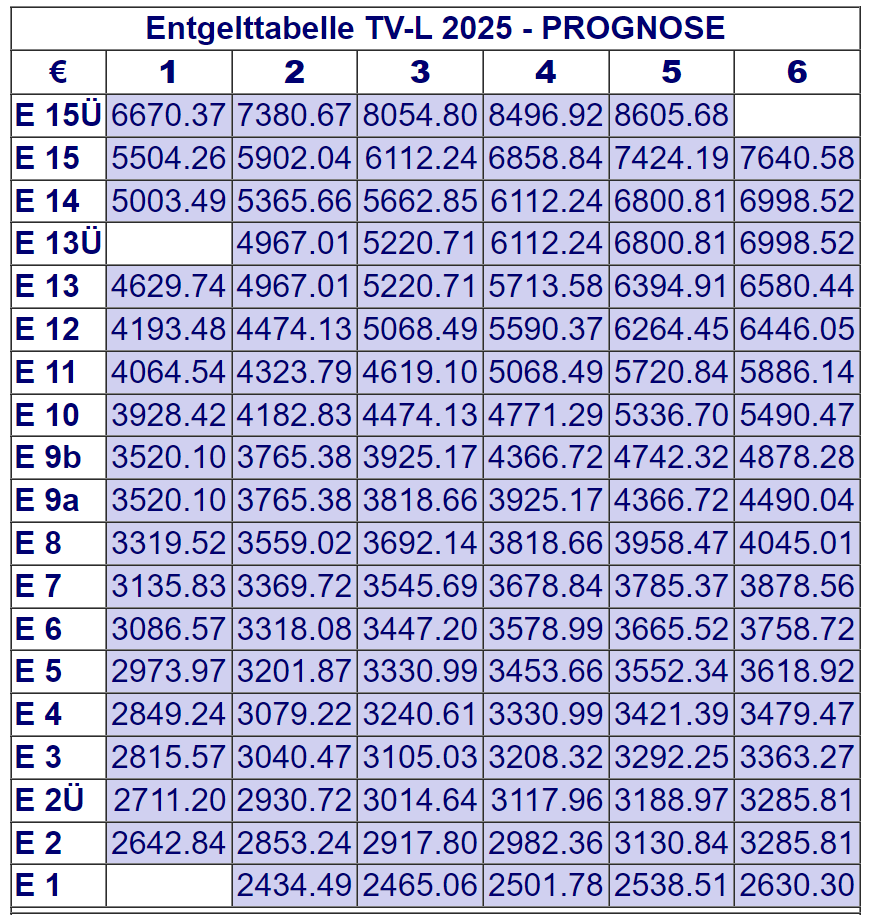 Entgelttabelle TV-L 2025 - PROGNOSE
€ 1 2 3 4 5 6
E 15Ü 6670.37 7380.67 8054.80 8496.92 8605.68
E 15 5504.26 5902.04 6112.24 6858.84 7424.19 7640.58
E 14 5003.49 5365.66 5662.85 6112.24 6800.81 6998.52
E 13Ü 4967.01 5220.71 6112.24 6800.81 6998.52
E 13 4629.74 4967.01 5220.71 5713.58 6394.91 6580.44
E 12 4193.48 4474.13 5068.49 5590.37 6264.45 6446.05
E 11 4064.54 4323.79 4619.10 5068.49 5720.84 5886.14
E 10 3928.42 4182.83 4474.13 4771.29 5336.70 5490.47
E 9b 3520.10 3765.38 3925.17 4366.72 4742.32 4878.28
E 9a 3520.10 3765.38 3818.66 3925.17 4366.72 4490.04
E 8 3319.52 3559.02 3692.14 3818.66 3958.47 4045.01
E 7 3135.83 3369.72 3545.69 3678.84 3785.37 3878.56
E 6 3086.57 3318.08 3447.20 3578.99 3665.52 3758.72
E 5 2973.97 3201.87 3330.99 3453.66 3552.34 3618.92
E 4 2849.24 3079.22 3240.61 3330.99 3421.39 3479.47
E 3 2815.57 3040.47 3105.03 3208.32 3292.25 3363.27
E 2Ü 2711.20 2930.72 3014.64 3117.96 3188.97 3285.81
E 2 2642.84 2853.24 2917.80 2982.36 3130.84 3285.81
E 1 2434.49 2465.06 2501.78 2538.51 2630.30